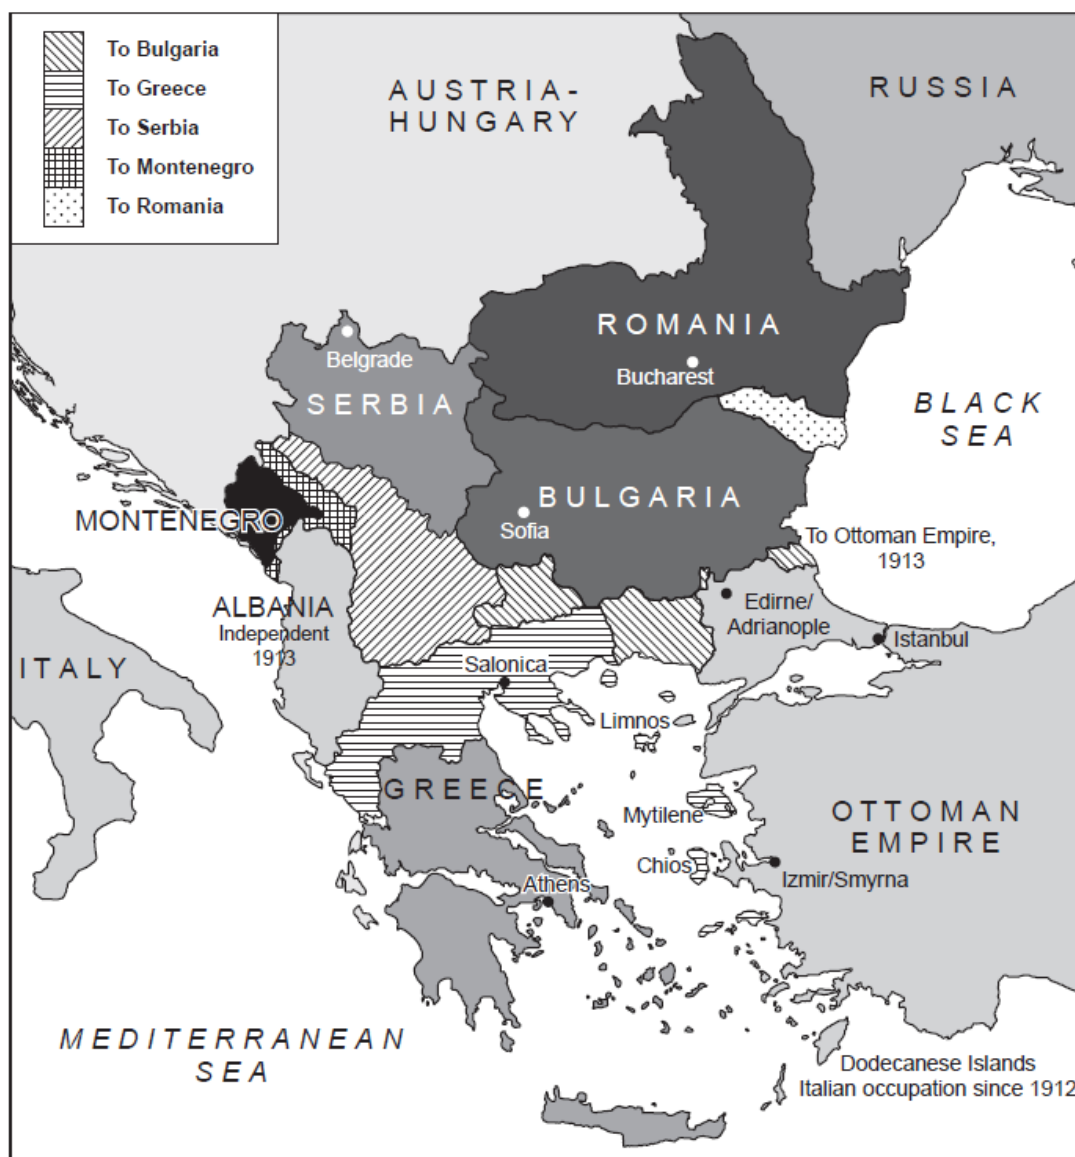 To Bulgaria
To Greece
To Serbia
To Montenegro
To Romania
AUSTRIA-
HUNGARY
RUSSIA
ROMANIA
Bucharest
Belgrade
SERBIA
BLACK
SEA
BULGARIA
Sofia
MONTENEGRO
To Ottoman Empire,
1913
ALBANIA
Independent
1913
Edirne/
Adrianople
Istanbul
ITALY
Salonica
Limnos
GREECE
Mytilene
OTTOMAN
EMPIRE
Chios
Izmir/Smyrna
Athens
MEDITERRANEAN
SEA
Dodecanese Islands
Italian occupation since 1912